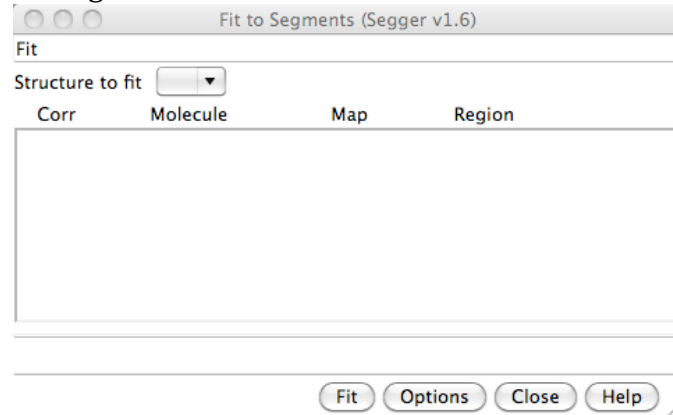 Fit to Segments (Segger v1.6)
Fit
Structure to fit
Corr Molecule Map Region
Fit Options Close Help